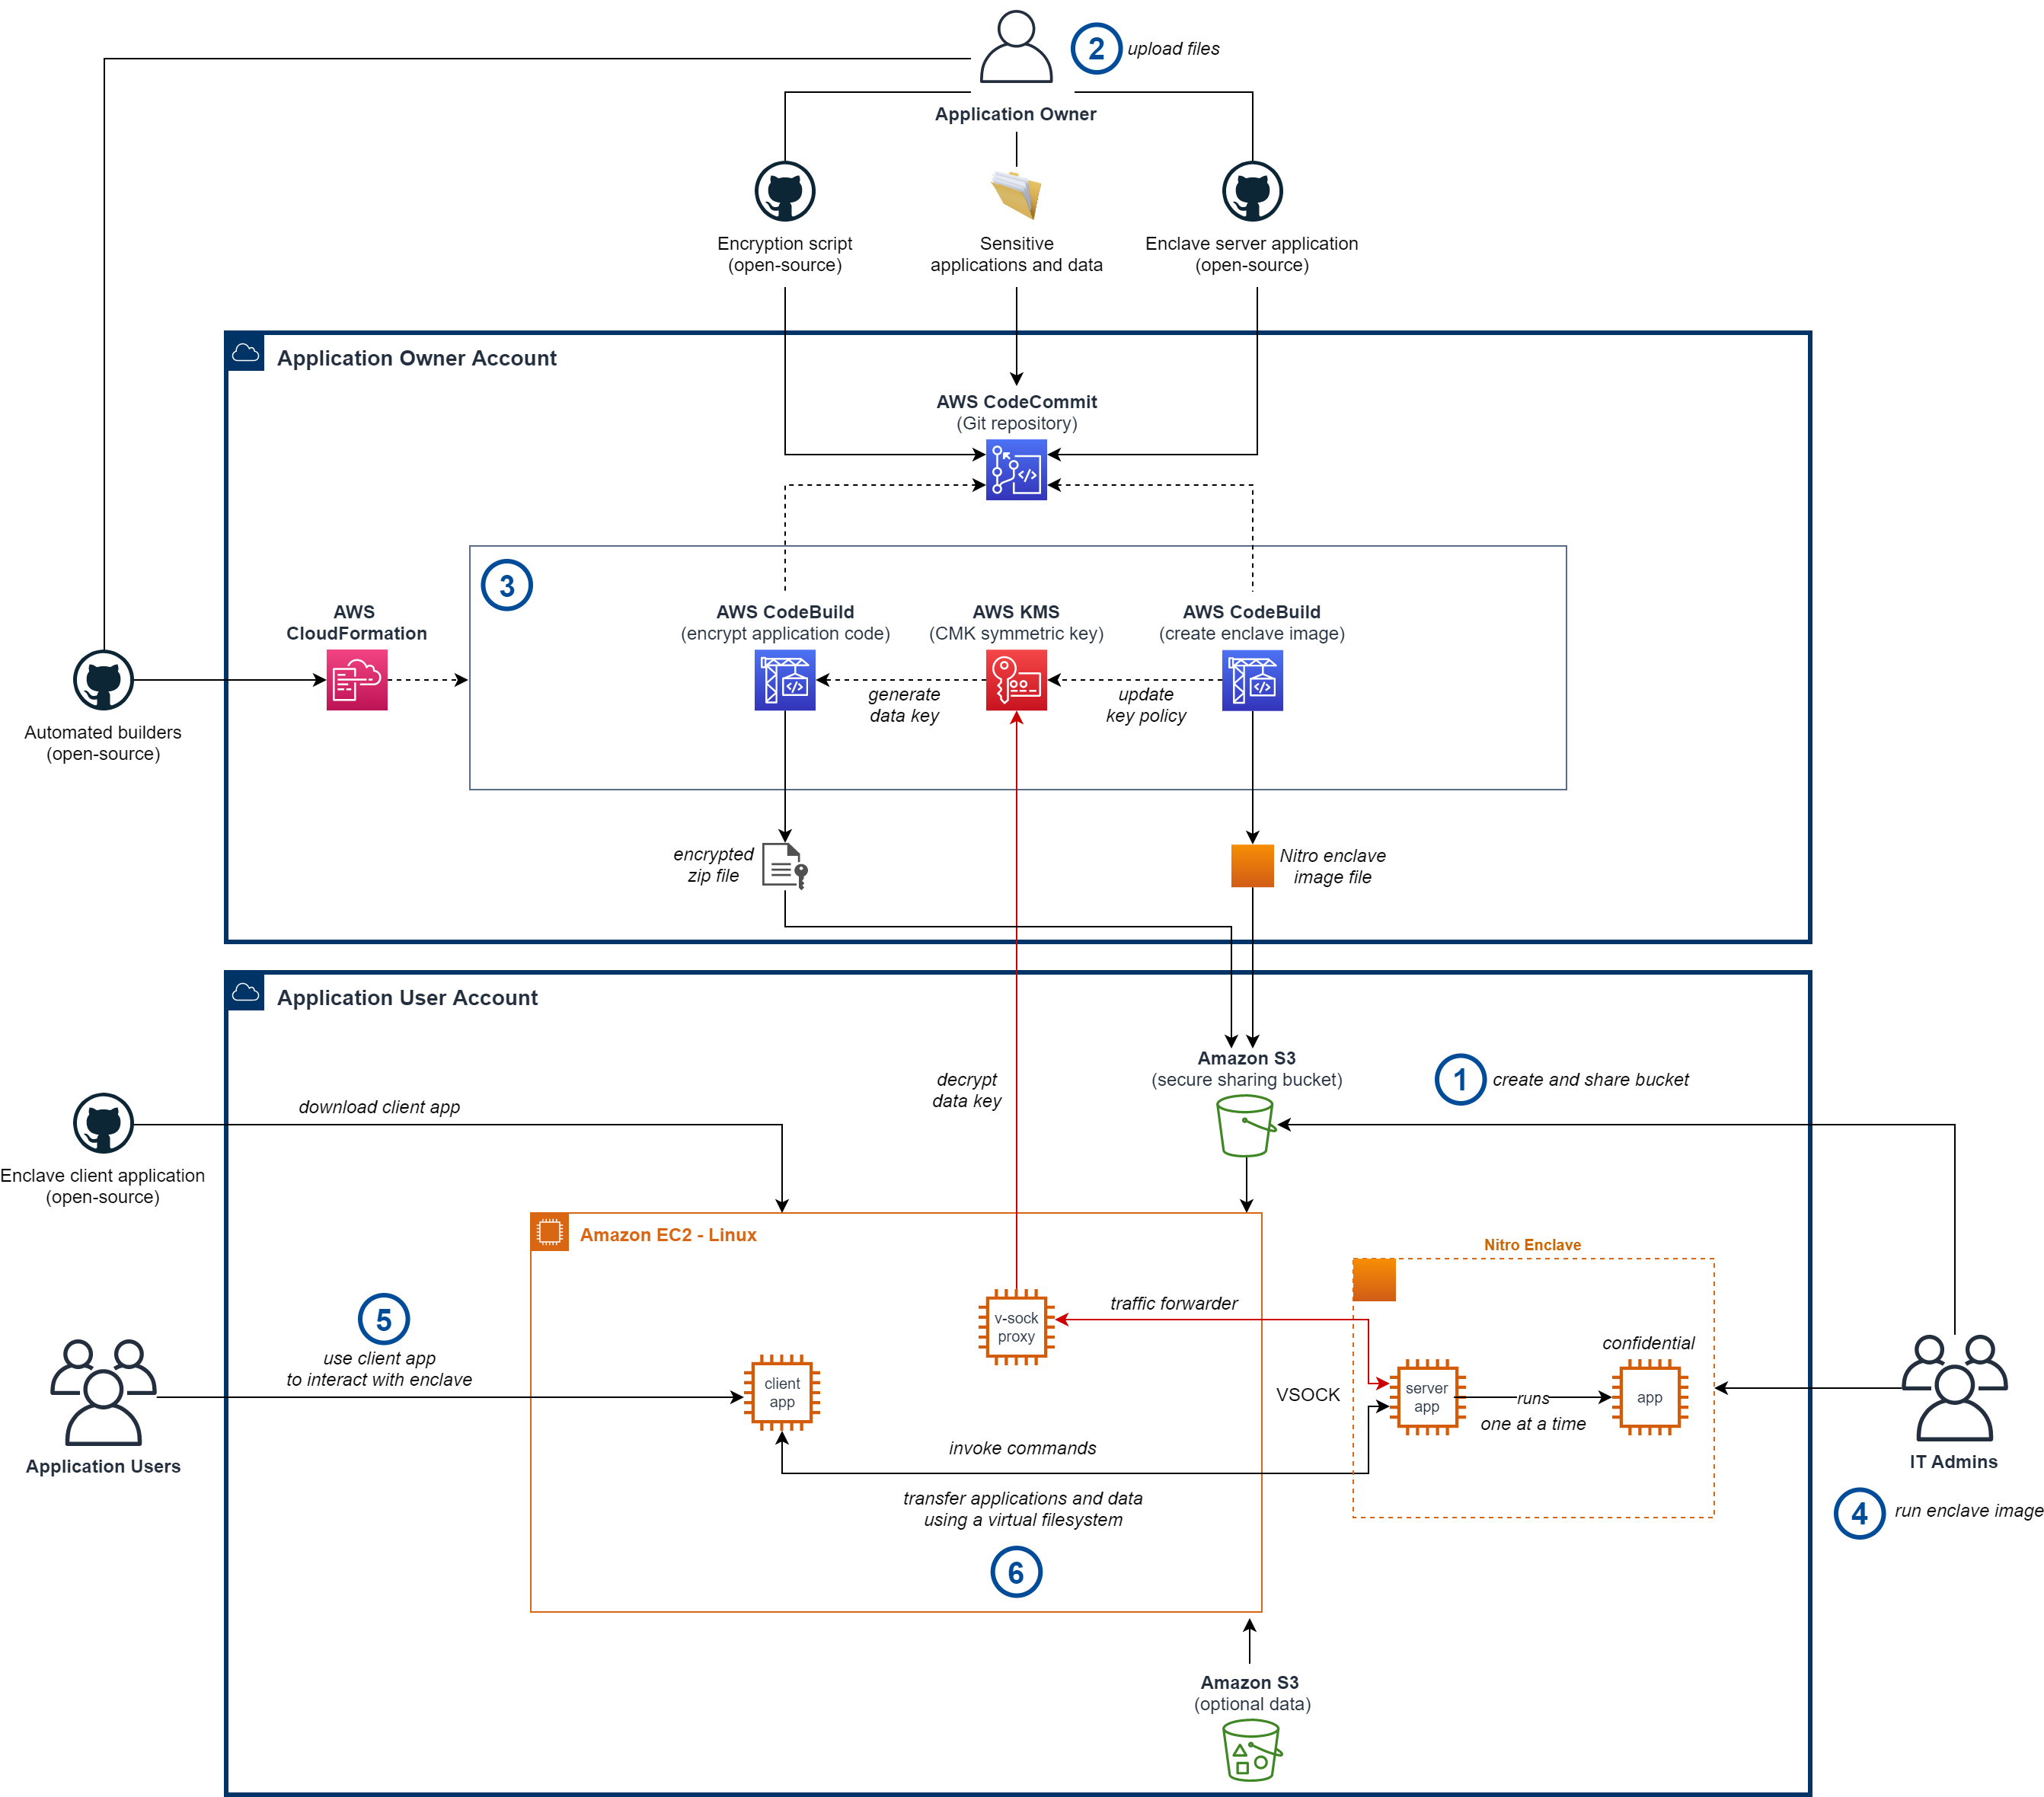 2
upload files
Application Owner
Encryption script
(open-source)
Sensitive
applications and data
Enclave server application
(open-source)
Application Owner Account
AWS CodeCommit
(Git repository)
3
AWS
CloudFormation
AWS CodeBuild
(encrypt application code)
AWS KMS
(CMK symmetric key)
AWS CodeBuild
(create enclave image)
generate
data key
update
key policy
Automated builders
(open-source)
encrypted
zip file
Nitro enclave
image file
Application User Account
Amazon S3
(secure sharing bucket)
1
create and share bucket
decrypt
data key
download client app
Enclave client application
(open-source)
Amazon EC2 - Linux
Nitro Enclave
5
use client app
to interact with enclave
v-sock
proxy
traffic forwarder
confidential
client
app
VSOCK
server
app
runs
one at a time
app
Application Users
IT Admins
invoke commands
transfer applications and data
using a virtual filesystem
6
4
run enclave image
Amazon S3
(optional data)